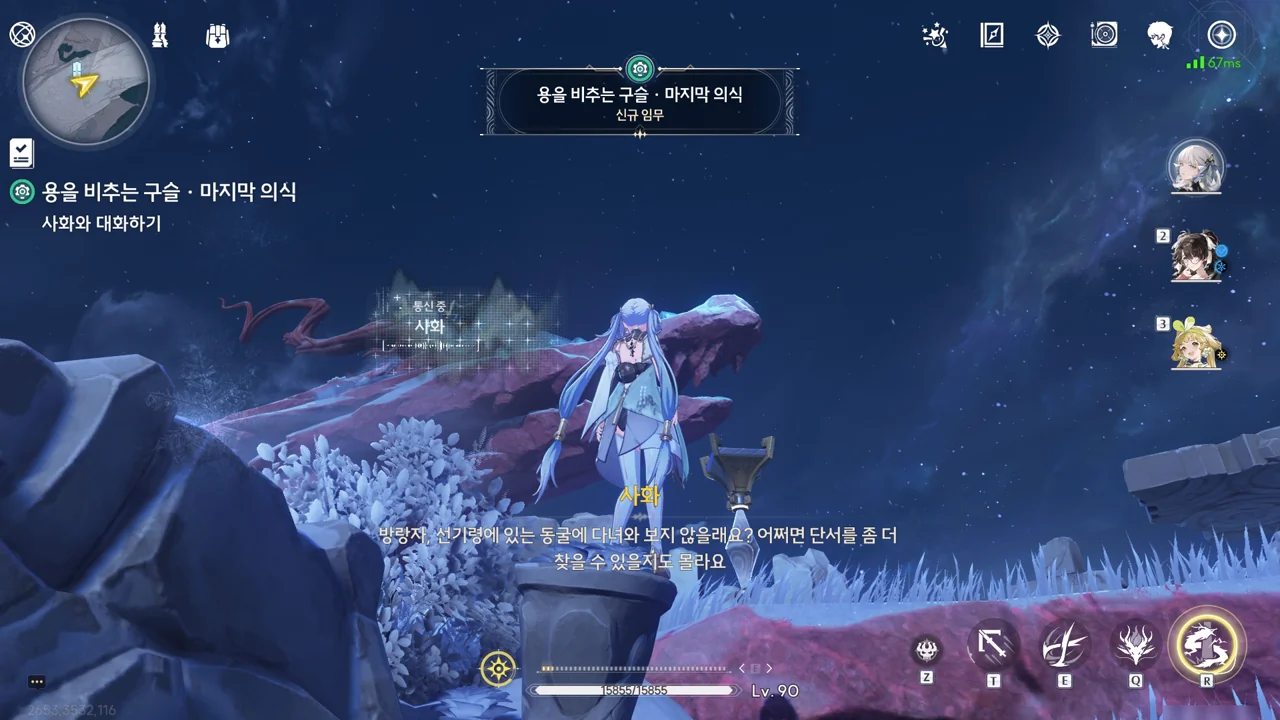 67ms
용을 비추는 구슬 · 마지막 의식
신규 임무
용을 비추는 구슬 · 마지막 의식
사화와 대화하기
2
3
통신 중
사화
사화
방랑자, 선기령에 있는 동굴에 다녀와 보지 않을래요? 어쩌면 단서를 좀 더
찾을 수 있을지도 몰라요
E
15855/15855
Lv. 90
Z
T
E
Q
R
2653,3532,116